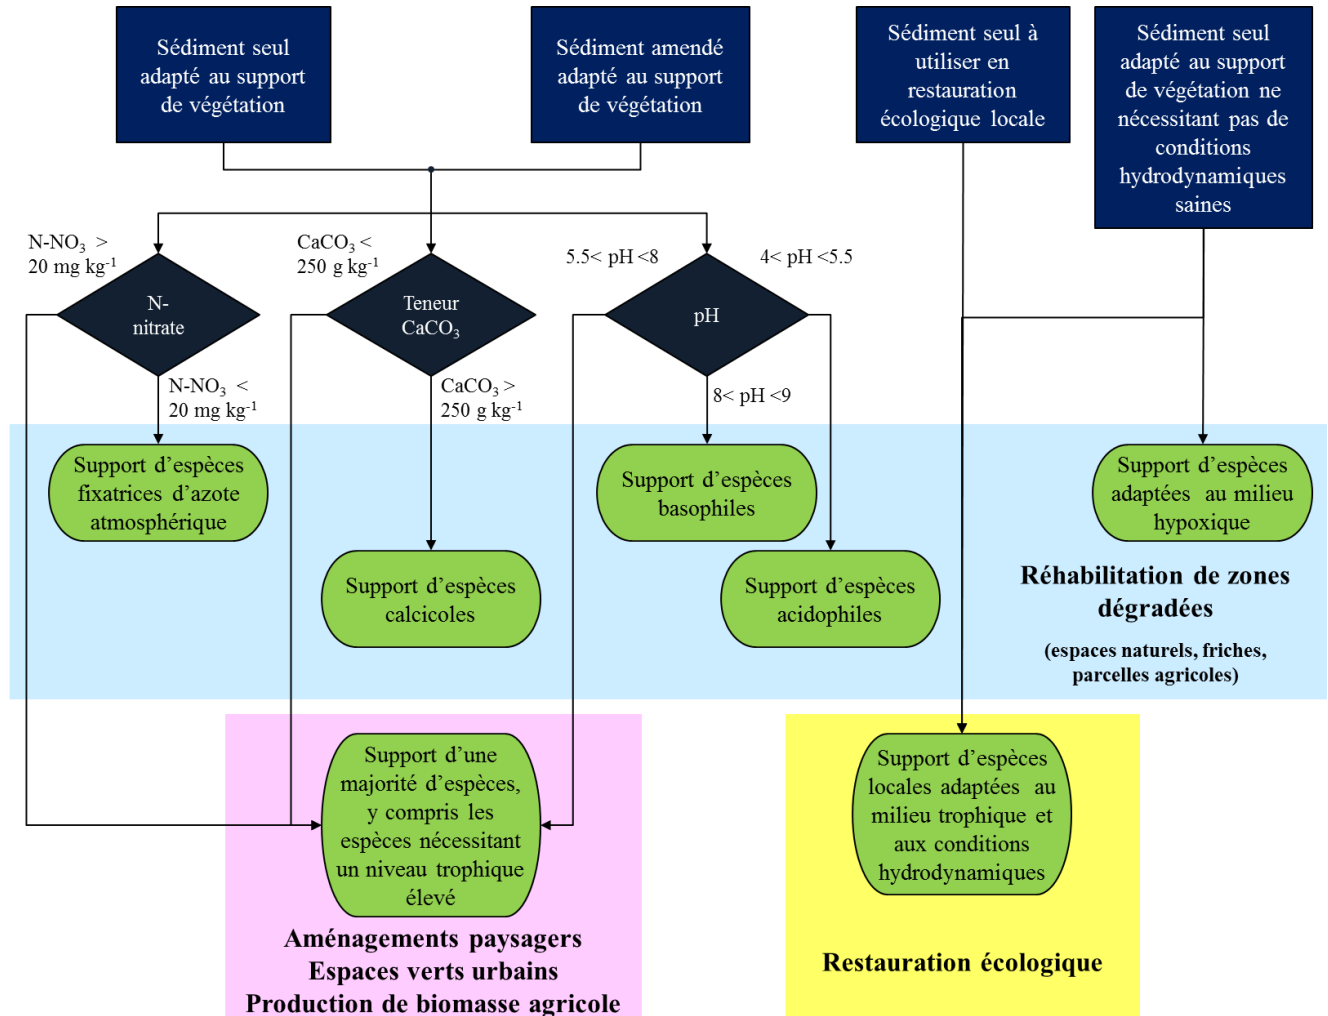 Sédiment seul
adapté au support
de végétation
Sédiment amendé
adapté au support
de végétation
Sédiment seul à
utiliser en
restauration
écologique locale
Sédiment seul
adapté au support
de végétation ne
nécessitant pas de
conditions
hydrodynamiques
saines
N-NO₃ >
20 mg kg⁻¹
CaCO₃ <
250 g kg⁻¹
5.5< pH <8
4< pH <5.5
N-
nitrate
Teneur
CaCO₃
pH
N-NO₃ <
20 mg kg⁻¹
CaCO₃ >
250 g kg⁻¹
8< pH <9
Support d’espèces
fixatrices d’azote
atmosphérique
Support d’espèces
basophiles
Support d’espèces
adaptées au milieu
hypoxique
Support d’espèces
calcicoles
Support d’espèces
acidophiles
Réhabilitation de zones
dégradées
(espaces naturels, friches,
parcelles agricoles)
Support d’une
majorité d’espèces,
y compris les
espèces nécessitant
un niveau trophique
élevé
Support d’espèces
locales adaptées au
milieu trophique et
aux conditions
hydrodynamiques
Aménagements paysagers
Espaces verts urbains
Production de biomasse agricole
Restauration écologique